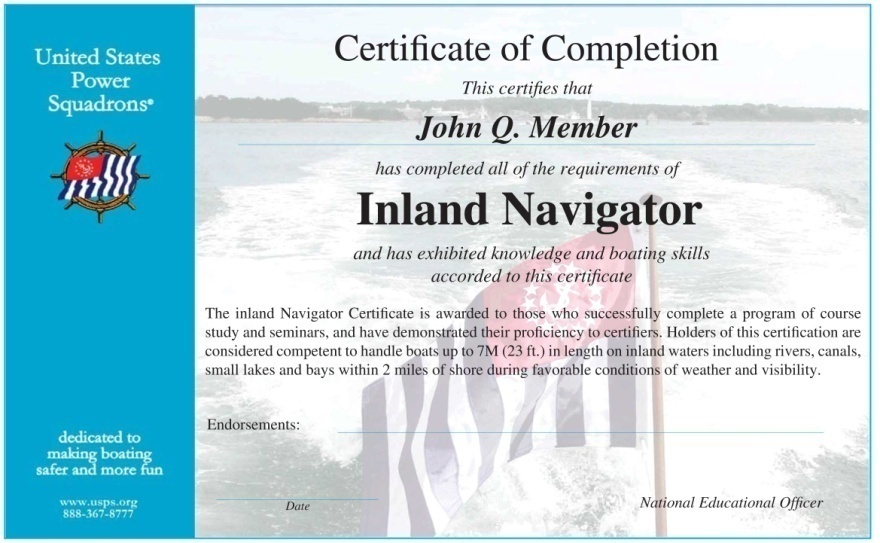 United States
Power
Squadrons®
dedicated to
making boating
safer and more fun
www.usps.org
888-367-8777
Certificate of Completion
This certifies that
John Q. Member
has completed all of the requirements of
Inland Navigator
and has exhibited knowledge and boating skills
accorded to this certificate
The inland Navigator Certificate is awarded to those who successfully complete a program of course
study and seminars, and have demonstrated their proficiency to certifiers. Holders of this certification are
considered competent to handle boats up to 7M (23 ft.) in length on inland waters including rivers, canals,
small lakes and bays within 2 miles of shore during favorable conditions of weather and visibility.
Endorsements:
Date
National Educational Officer